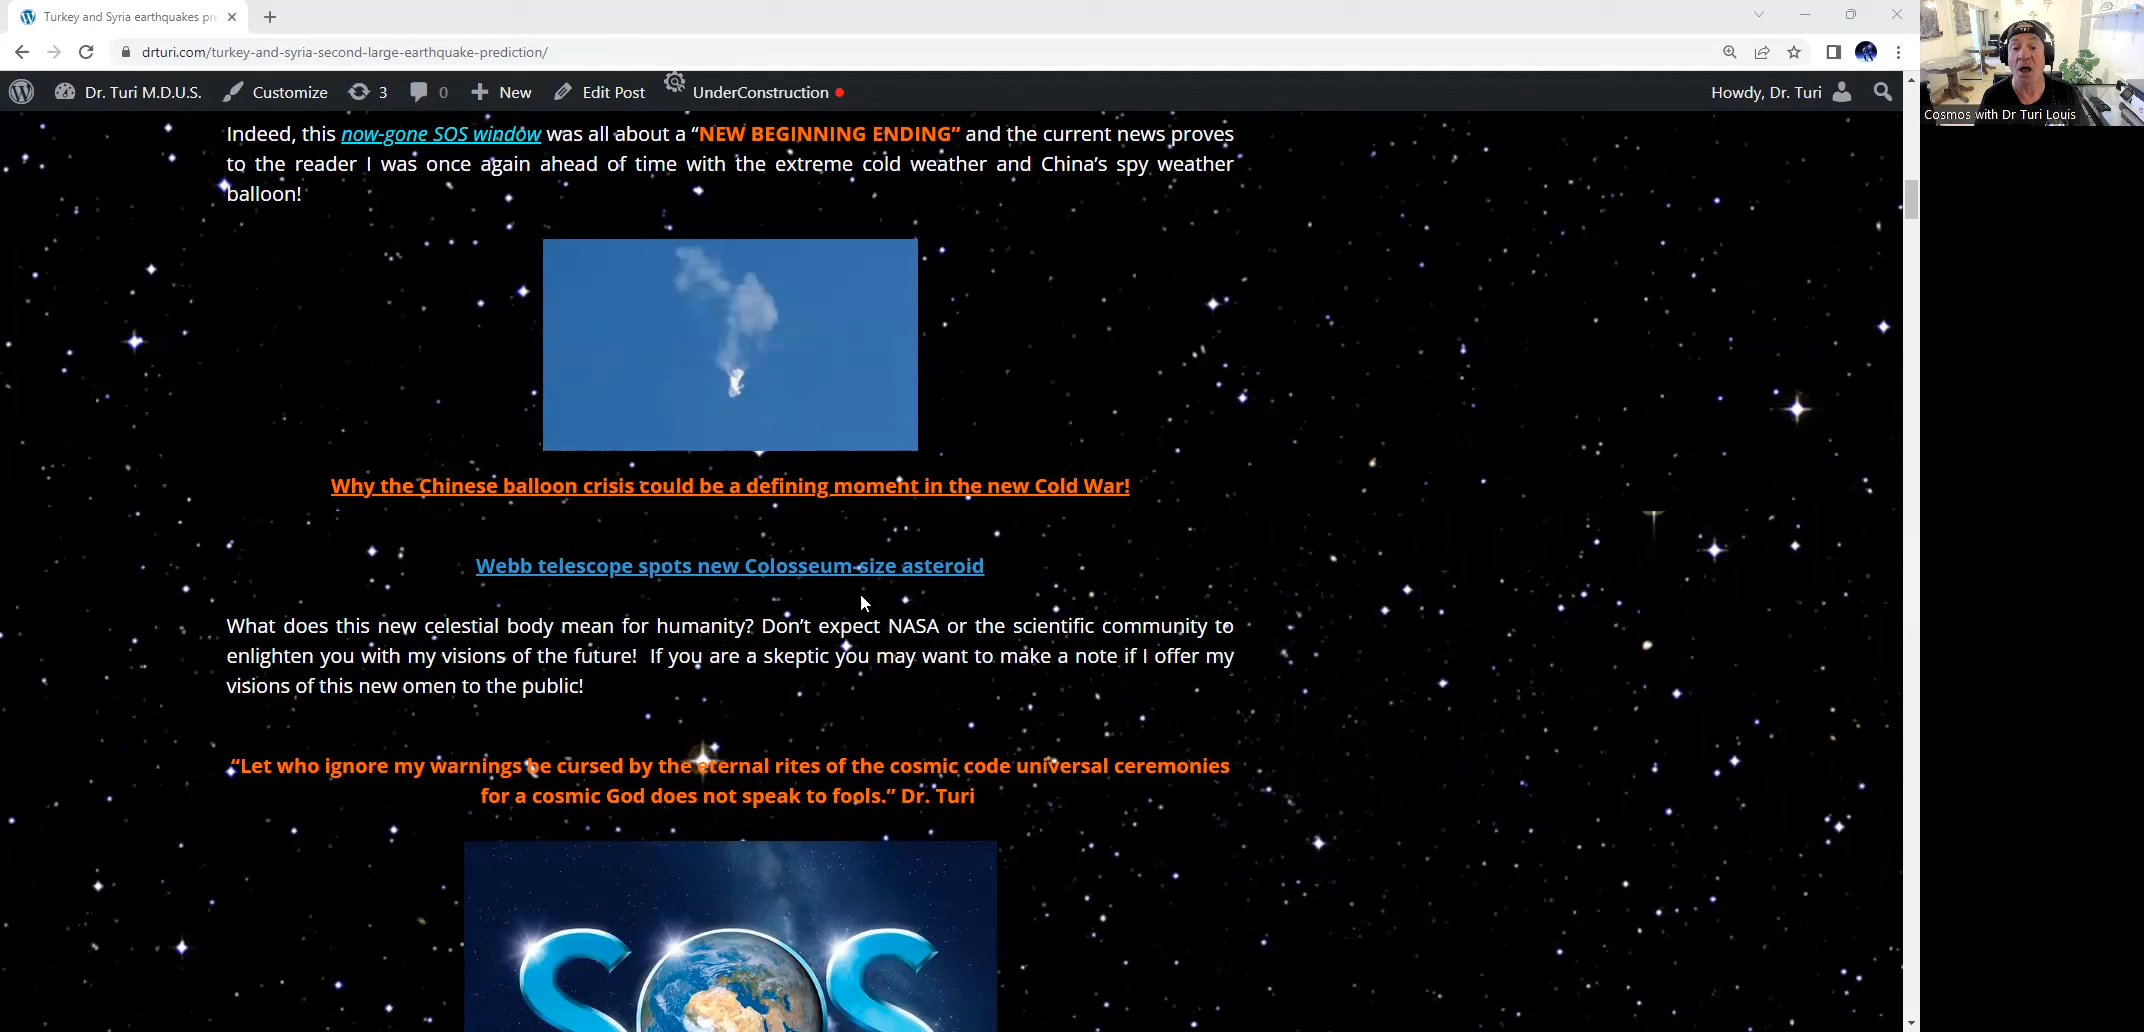 Turkey and Syria earthquakes pre
drturi.com/turkey-and-syria-second-large-earthquake-prediction/
Dr. Turi M.D.U.S. Customize 3 0 New Edit Post UnderConstruction Howdy, Dr. Turi
Cosmos with Dr Turi Louis
Indeed, this now-gone SOS window was all about a “NEW BEGINNING ENDING” and the current news proves
to the reader I was once again ahead of time with the extreme cold weather and China’s spy weather
balloon!
Why the Chinese balloon crisis could be a defining moment in the new Cold War!
Webb telescope spots new Colosseum-size asteroid
What does this new celestial body mean for humanity? Don’t expect NASA or the scientific community to
enlighten you with my visions of the future! If you are a skeptic you may want to make a note if I offer my
visions of this new omen to the public!
“Let who ignore my warnings be cursed by the eternal rites of the cosmic code universal ceremonies
for a cosmic God does not speak to fools.” Dr. Turi
SOS